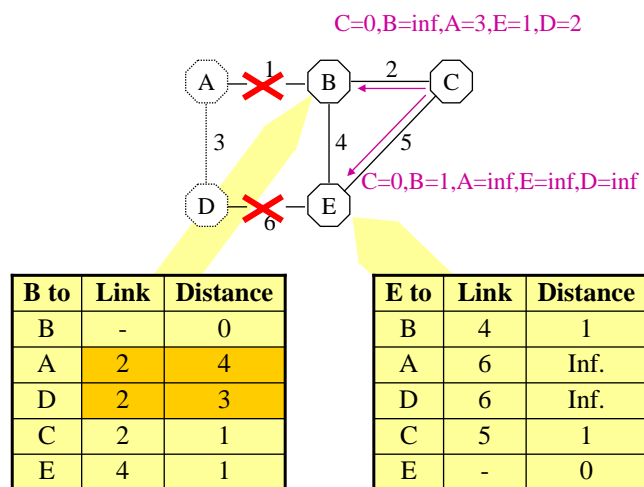 C=0,B=inf,A=3,E=1,D=2
1
A B 2 C
3 4 5
C=0,B=1,A=inf,E=inf,D=inf
D E
6
B to Link Distance
B - 0
A 2 4
D 2 3
C 2 1
E 4 1
E to Link Distance
B 4 1
A 6 Inf.
D 6 Inf.
C 5 1
E - 0